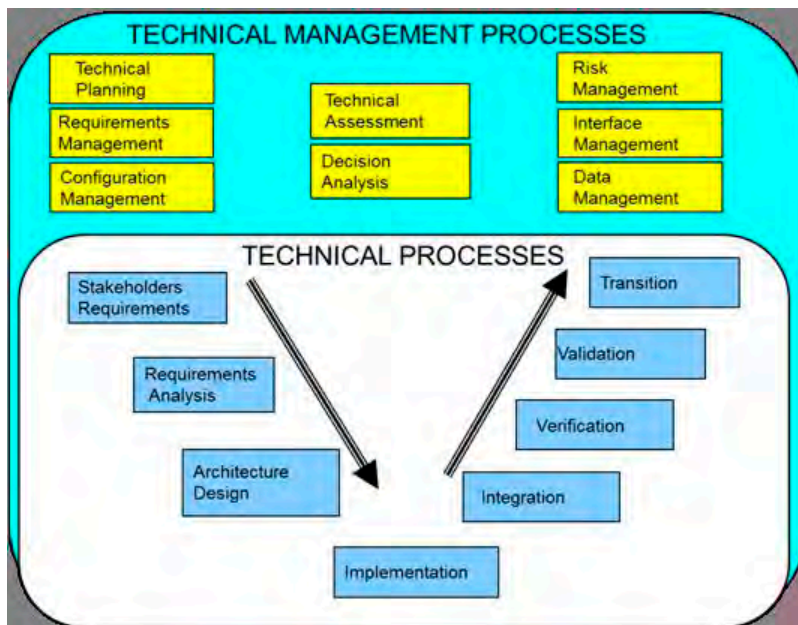 TECHNICAL MANAGEMENT PROCESSES
Technical
Planning
Requirements
Management
Configuration
Management
Technical
Assessment
Decision
Analysis
Risk
Management
Interface
Management
Data
Management
TECHNICAL PROCESSES
Stakeholders
Requirements
Requirements
Analysis
Architecture
Design
Implementation
Integration
Verification
Validation
Transition